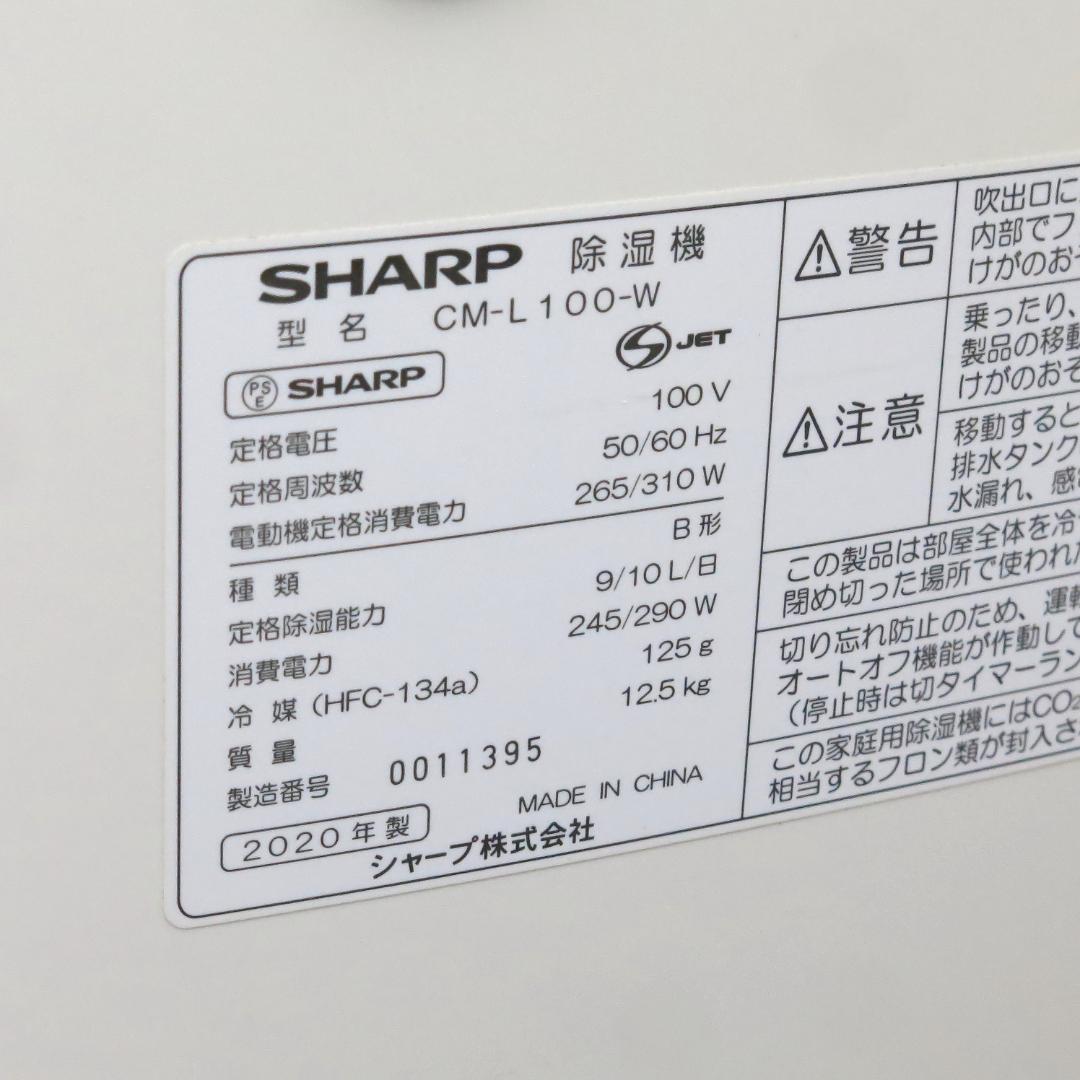 SHARP 除湿機
型名 CM-L100-W
S JET
PS E SHARP
定格電圧 100 V
定格周波数 50/60 Hz
電動機定格消費電力 265/310 W
種類 B形
定格除湿能力 9/10 L/日
消費電力 245/290 W
冷媒(HFC-134a) 125 g
質量 12.5 kg
製造番号 0011395
MADE IN CHINA
2020年製
シャープ株式会社
⚠警告
吹出口に
内部でフ
けがのおそ
⚠注意
乗ったり、
製品の移動
けがのおそ
移動すると
排水タンク
水漏れ、感
この製品は部屋全体を冷
閉め切った場所で使われ
切り忘れ防止のため、運転
オートオフ機能が作動して
(停止時は切タイマーラン
この家庭用除湿機にはCO2
相当するフロン類が封入さ